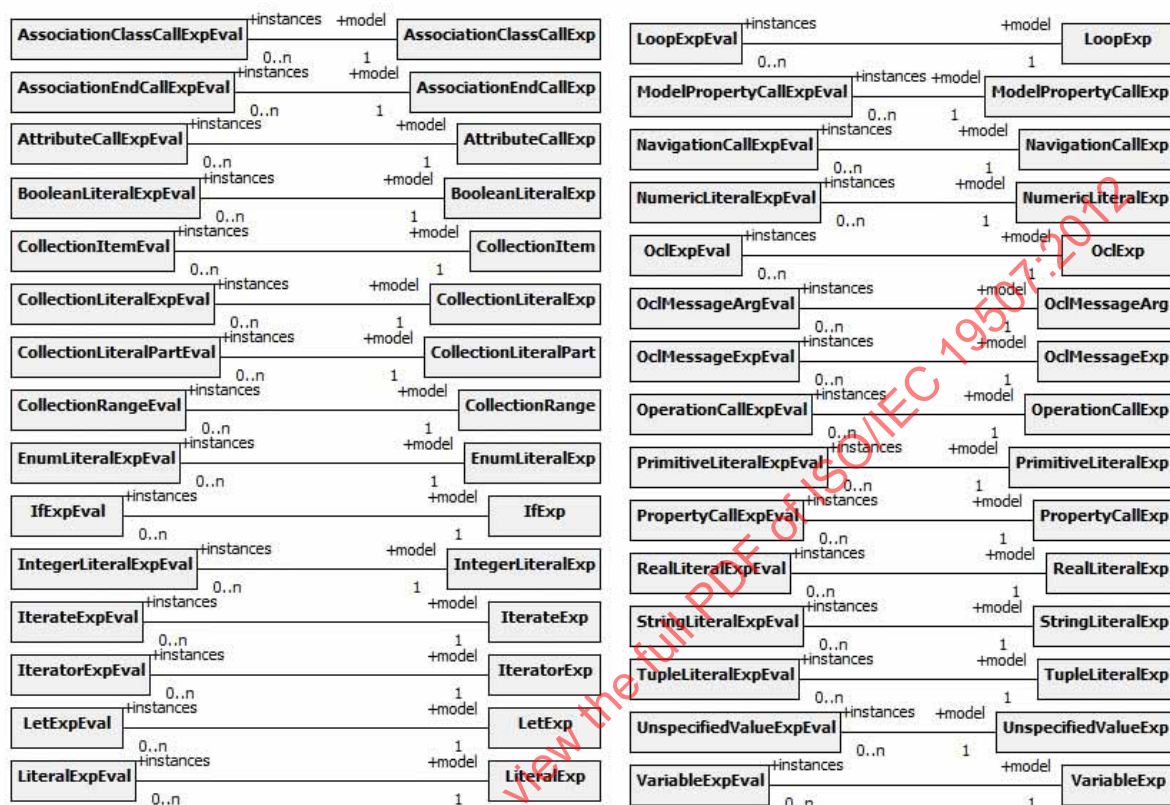 AssociationClassCallExpEval +instances 0..n +model 1 AssociationClassCallExp
AssociationEndCallExpEval +instances 0..n +model 1 AssociationEndCallExp
AttributeCallExpEval +instances 0..n +model 1 AttributeCallExp
BooleanLiteralExpEval +instances 0..n +model 1 BooleanLiteralExp
CollectionItemEval +instances 0..n +model 1 CollectionItem
CollectionLiteralExpEval +instances 0..n +model 1 CollectionLiteralExp
CollectionLiteralPartEval +instances 0..n +model 1 CollectionLiteralPart
CollectionRangeEval +instances 0..n +model 1 CollectionRange
EnumLiteralExpEval +instances 0..n +model 1 EnumLiteralExp
IfExpEval +instances 0..n +model 1 IfExp
IntegerLiteralExpEval +instances 0..n +model 1 IntegerLiteralExp
IterateExpEval +instances 0..n +model 1 IterateExp
IteratorExpEval +instances 0..n +model 1 IteratorExp
LetExpEval +instances 0..n +model 1 LetExp
LiteralExpEval +instances 0..n +model 1 LiteralExp
LoopExpEval +instances 0..n +model 1 LoopExp
ModelPropertyCallExpEval +instances 0..n +model 1 ModelPropertyCallExp
NavigationCallExpEval +instances 0..n +model 1 NavigationCallExp
NumericLiteralExpEval +instances 0..n +model 1 NumericLiteralExp
OclExpEval +instances 0..n +model 1 OclExp
OclMessageArgEval +instances 0..n +model 1 OclMessageArg
OclMessageExpEval +instances 0..n +model 1 OclMessageExp
OperationCallExpEval +instances 0..n +model 1 OperationCallExp
PrimitiveLiteralExpEval +instances 0..n +model 1 PrimitiveLiteralExp
PropertyCallExpEval +instances 0..n +model 1 PropertyCallExp
RealLiteralExpEval +instances 0..n +model 1 RealLiteralExp
StringLiteralExpEval +instances 0..n +model 1 StringLiteralExp
TupleLiteralExpEval +instances 0..n +model 1 TupleLiteralExp
UnspecifiedValueExpEval +instances 0..n +model 1 UnspecifiedValueExp
VariableExpEval +instances 0..n +model 1 VariableExp
view the full PDF of ISO/IEC 19507:2012